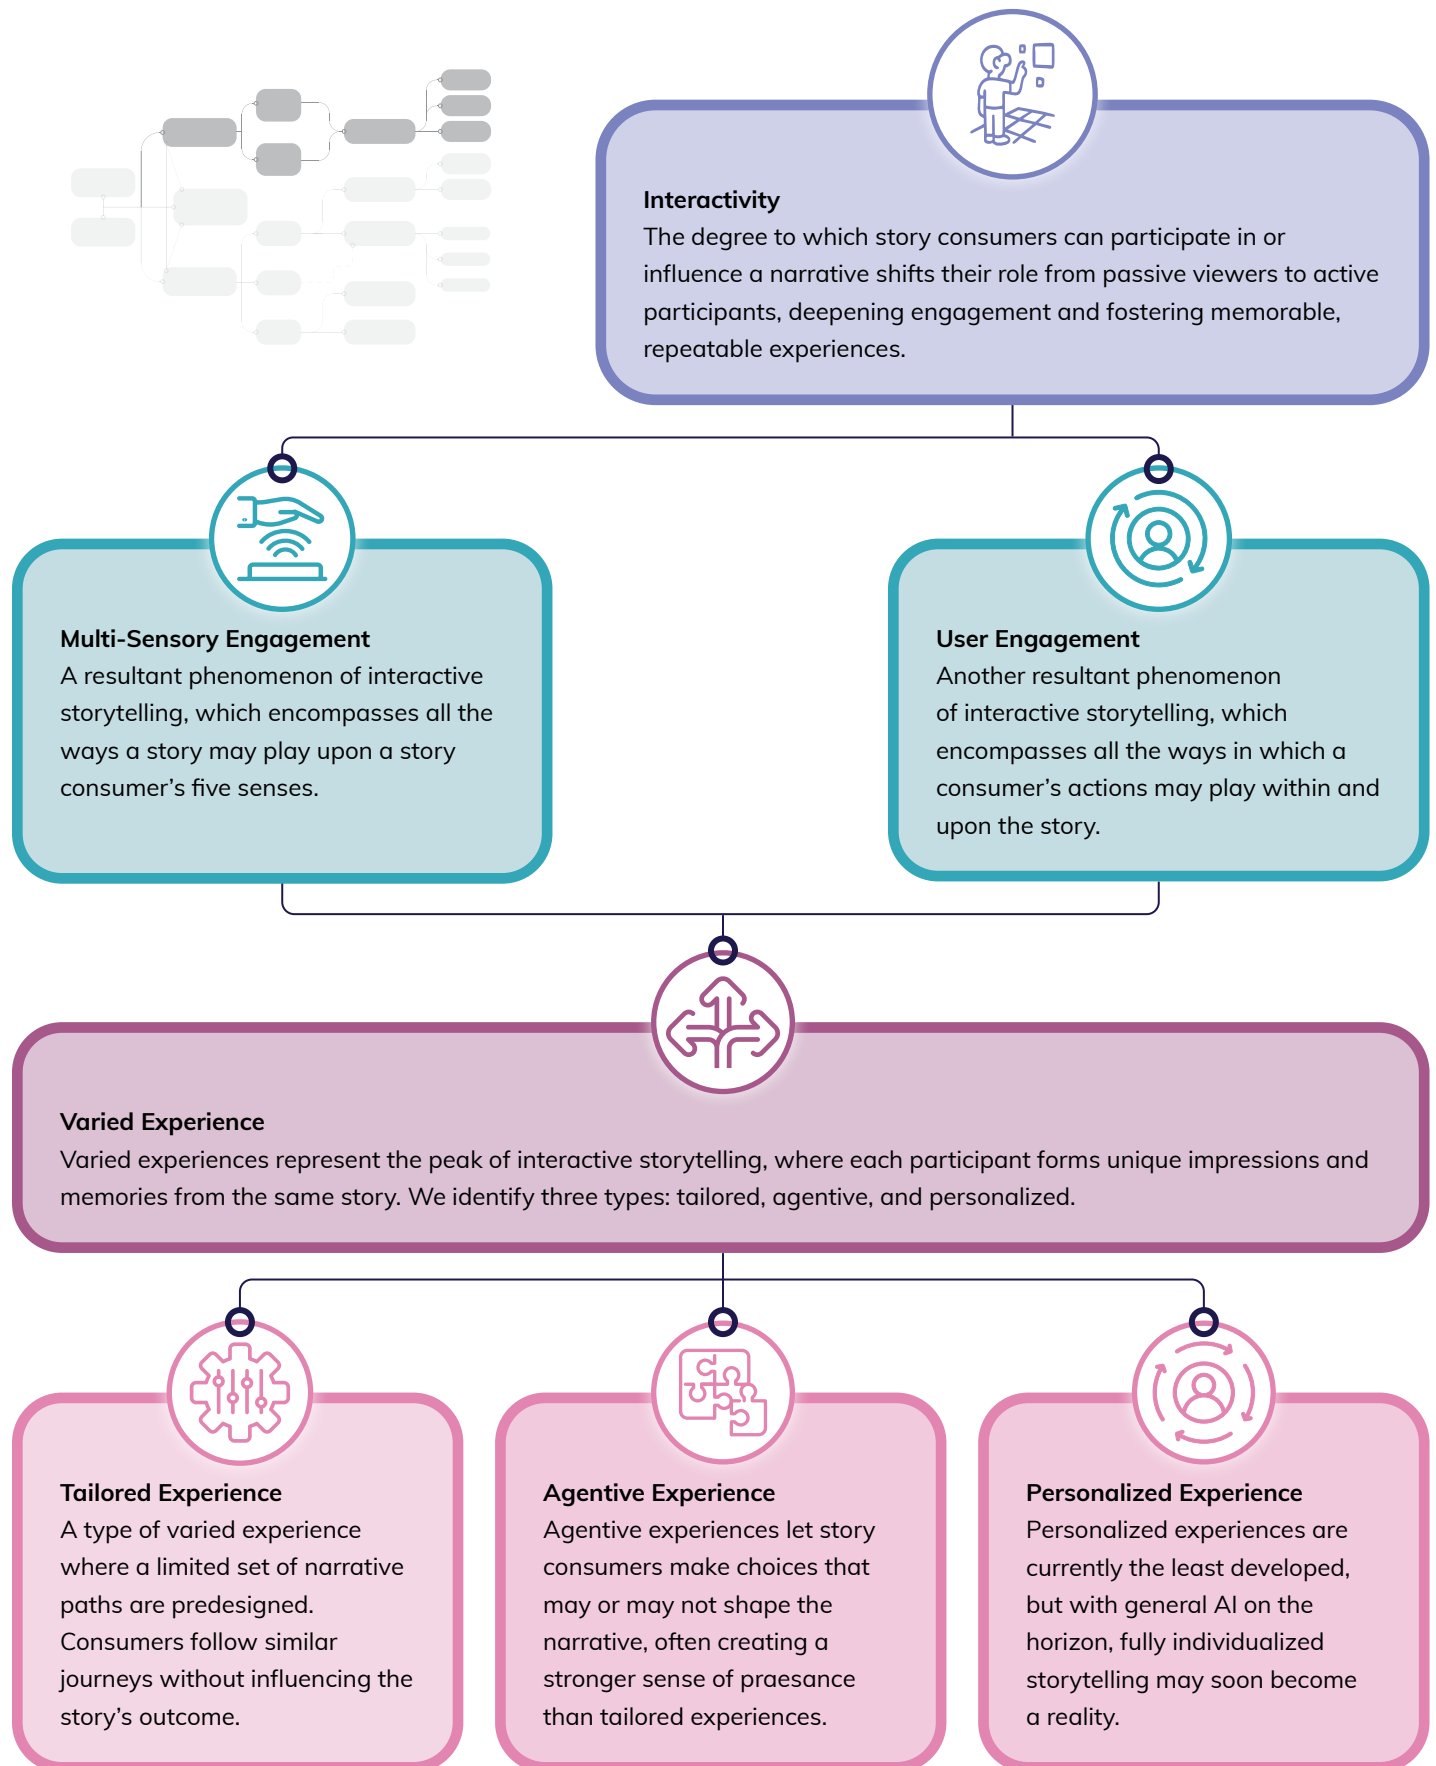 Interactivity
The degree to which story consumers can participate in or
influence a narrative shifts their role from passive viewers to active
participants, deepening engagement and fostering memorable,
repeatable experiences.
Multi-Sensory Engagement
A resultant phenomenon of interactive
storytelling, which encompasses all the
ways a story may play upon a story
consumer’s five senses.
User Engagement
Another resultant phenomenon
of interactive storytelling, which
encompasses all the ways in which a
consumer’s actions may play within and
upon the story.
Varied Experience
Varied experiences represent the peak of interactive storytelling, where each participant forms unique impressions and
memories from the same story. We identify three types: tailored, agentive, and personalized.
Tailored Experience
A type of varied experience
where a limited set of narrative
paths are predesigned.
Consumers follow similar
journeys without influencing the
story’s outcome.
Agentive Experience
Agentive experiences let story
consumers make choices that
may or may not shape the
narrative, often creating a
stronger sense of praesance
than tailored experiences.
Personalized Experience
Personalized experiences are
currently the least developed,
but with general AI on the
horizon, fully individualized
storytelling may soon become
a reality.